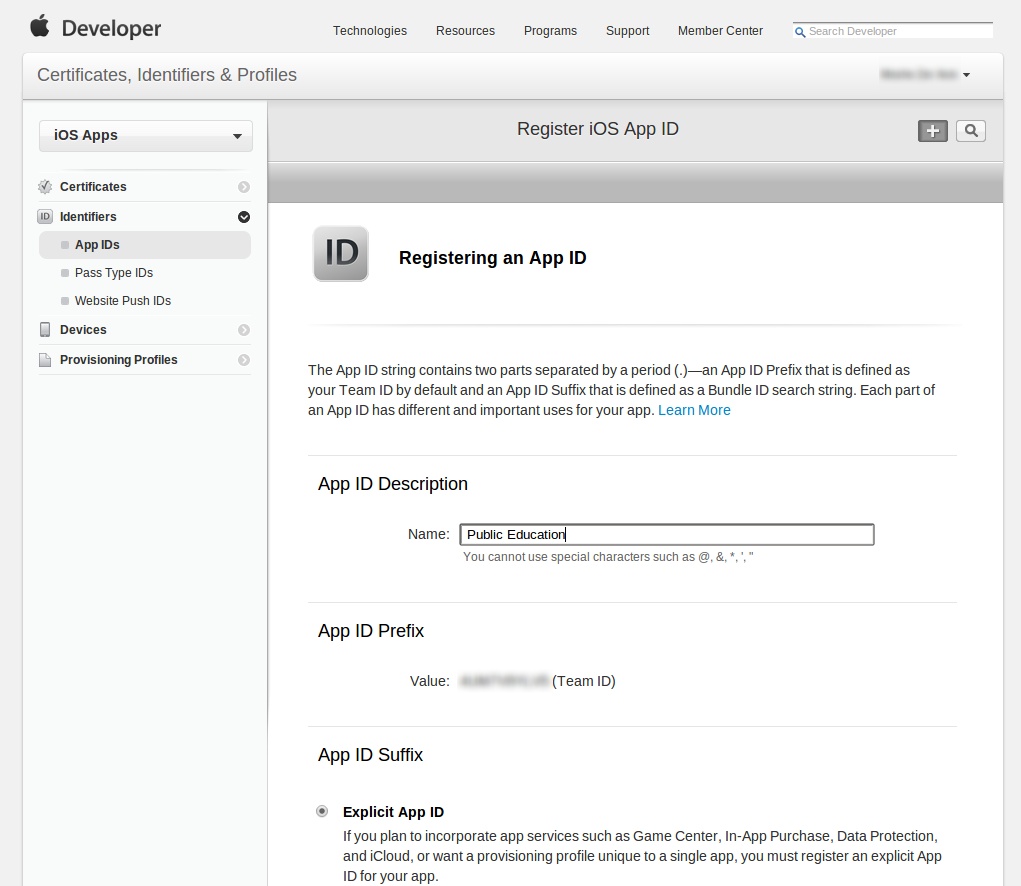 Developer
Technologies Resources Programs Support Member Center Search Developer
Certificates, Identifiers & Profiles
iOS Apps
Register iOS App ID
Certificates
ID Identifiers
App IDs
Pass Type IDs
Website Push IDs
Devices
Provisioning Profiles
ID Registering an App ID
The App ID string contains two parts separated by a period (.)—an App ID Prefix that is defined as
your Team ID by default and an App ID Suffix that is defined as a Bundle ID search string. Each part of
an App ID has different and important uses for your app. Learn More
App ID Description
Name: Public Education
You cannot use special characters such as @, &, *, ', "
App ID Prefix
Value: (Team ID)
App ID Suffix
Explicit App ID
If you plan to incorporate app services such as Game Center, In-App Purchase, Data Protection,
and iCloud, or want a provisioning profile unique to a single app, you must register an explicit App
ID for your app.